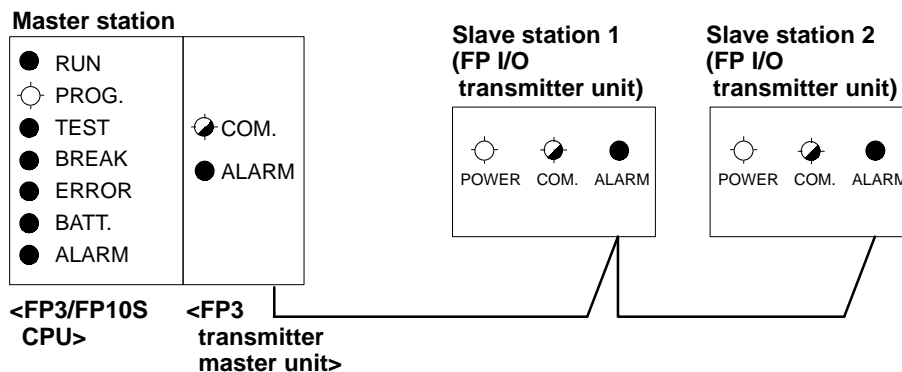 Master station
RUN
PROG.
TEST
BREAK
ERROR
BATT.
ALARM
COM.
ALARM
<FP3/FP10S
CPU>
<FP3
transmitter
master unit>
Slave station 1
(FP I/O
transmitter unit)
POWER COM. ALARM
Slave station 2
(FP I/O
transmitter unit)
POWER COM. ALARM